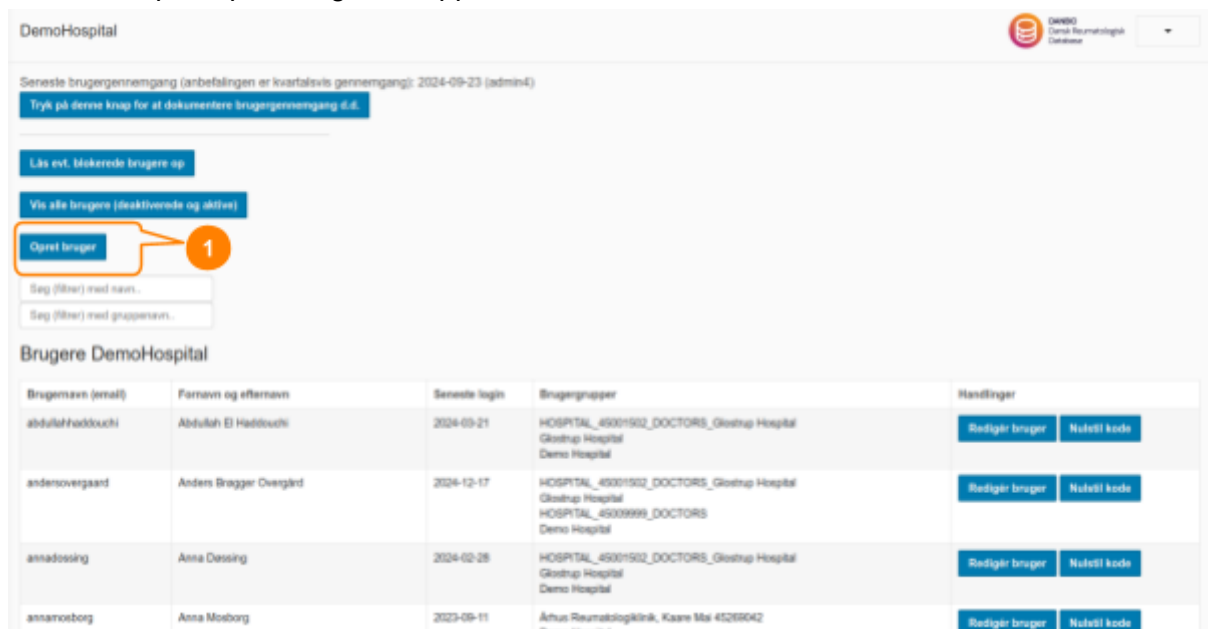 DemoHospital
DANBIO
Dansk Reumatologisk
Database
Seneste brugergennemgang (anbefalingen er kvartalsvis gennemgang): 2024-09-23 (admin4)
Tryk på denne knap for at dokumentere brugergennemgang d.d.
Lås evt. blokerede brugere op
Vis alle brugere (deaktiverede og aktive)
Opret bruger
1
Søg (filtrer) med navn..
Søg (filtrer) med gruppenavn..
Brugere DemoHospital
Brugernavn (email) Fornavn og efternavn Seneste login Brugergrupper Handlinger
abdullahhaddouchi Abdullah El Haddouchi 2024-03-21 HOSPITAL_45001502_DOCTORS_Glostrup Hospital Redigér bruger Nulstil kode
Glostrup Hospital
Demo Hospital
andersovergaard Anders Brøgger Overgård 2024-12-17 HOSPITAL_45001502_DOCTORS_Glostrup Hospital Redigér bruger Nulstil kode
Glostrup Hospital
HOSPITAL_45009999_DOCTORS
Demo Hospital
annadossing Anna Døssing 2024-02-28 HOSPITAL_45001502_DOCTORS_Glostrup Hospital Redigér bruger Nulstil kode
Glostrup Hospital
Demo Hospital
annamosborg Anna Mosborg 2023-09-11 Århus Reumatologiklinik, Kaare Mai 45269042 Redigér bruger Nulstil kode